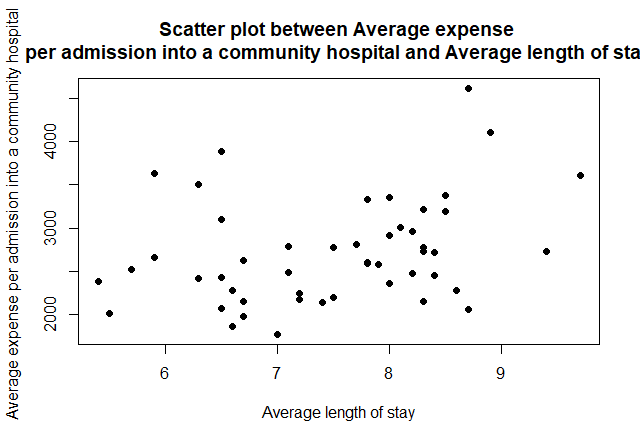 Scatter plot between Average expense
per admission into a community hospital and Average length of sta
Average expense per admission into a community hospital
4000
3000
2000
6 7 8 9
Average length of stay